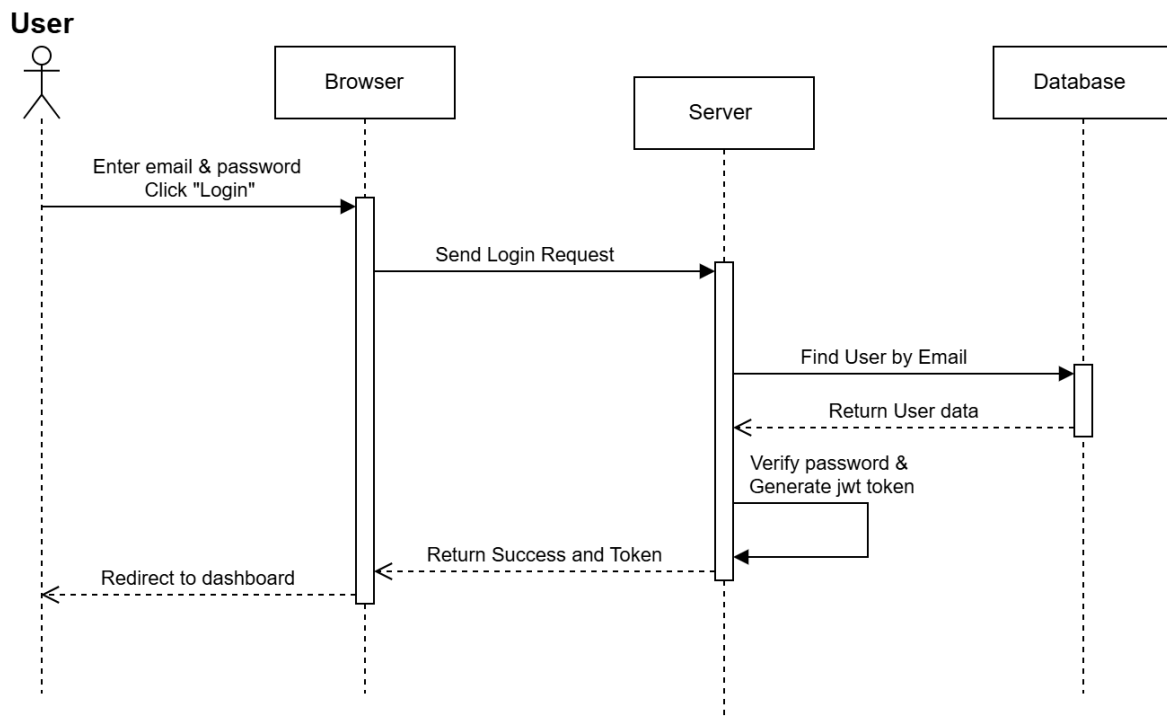 User
Browser
Server
Database
Enter email & password
Click "Login"
Send Login Request
Find User by Email
Return User data
Verify password &
Generate jwt token
Return Success and Token
Redirect to dashboard